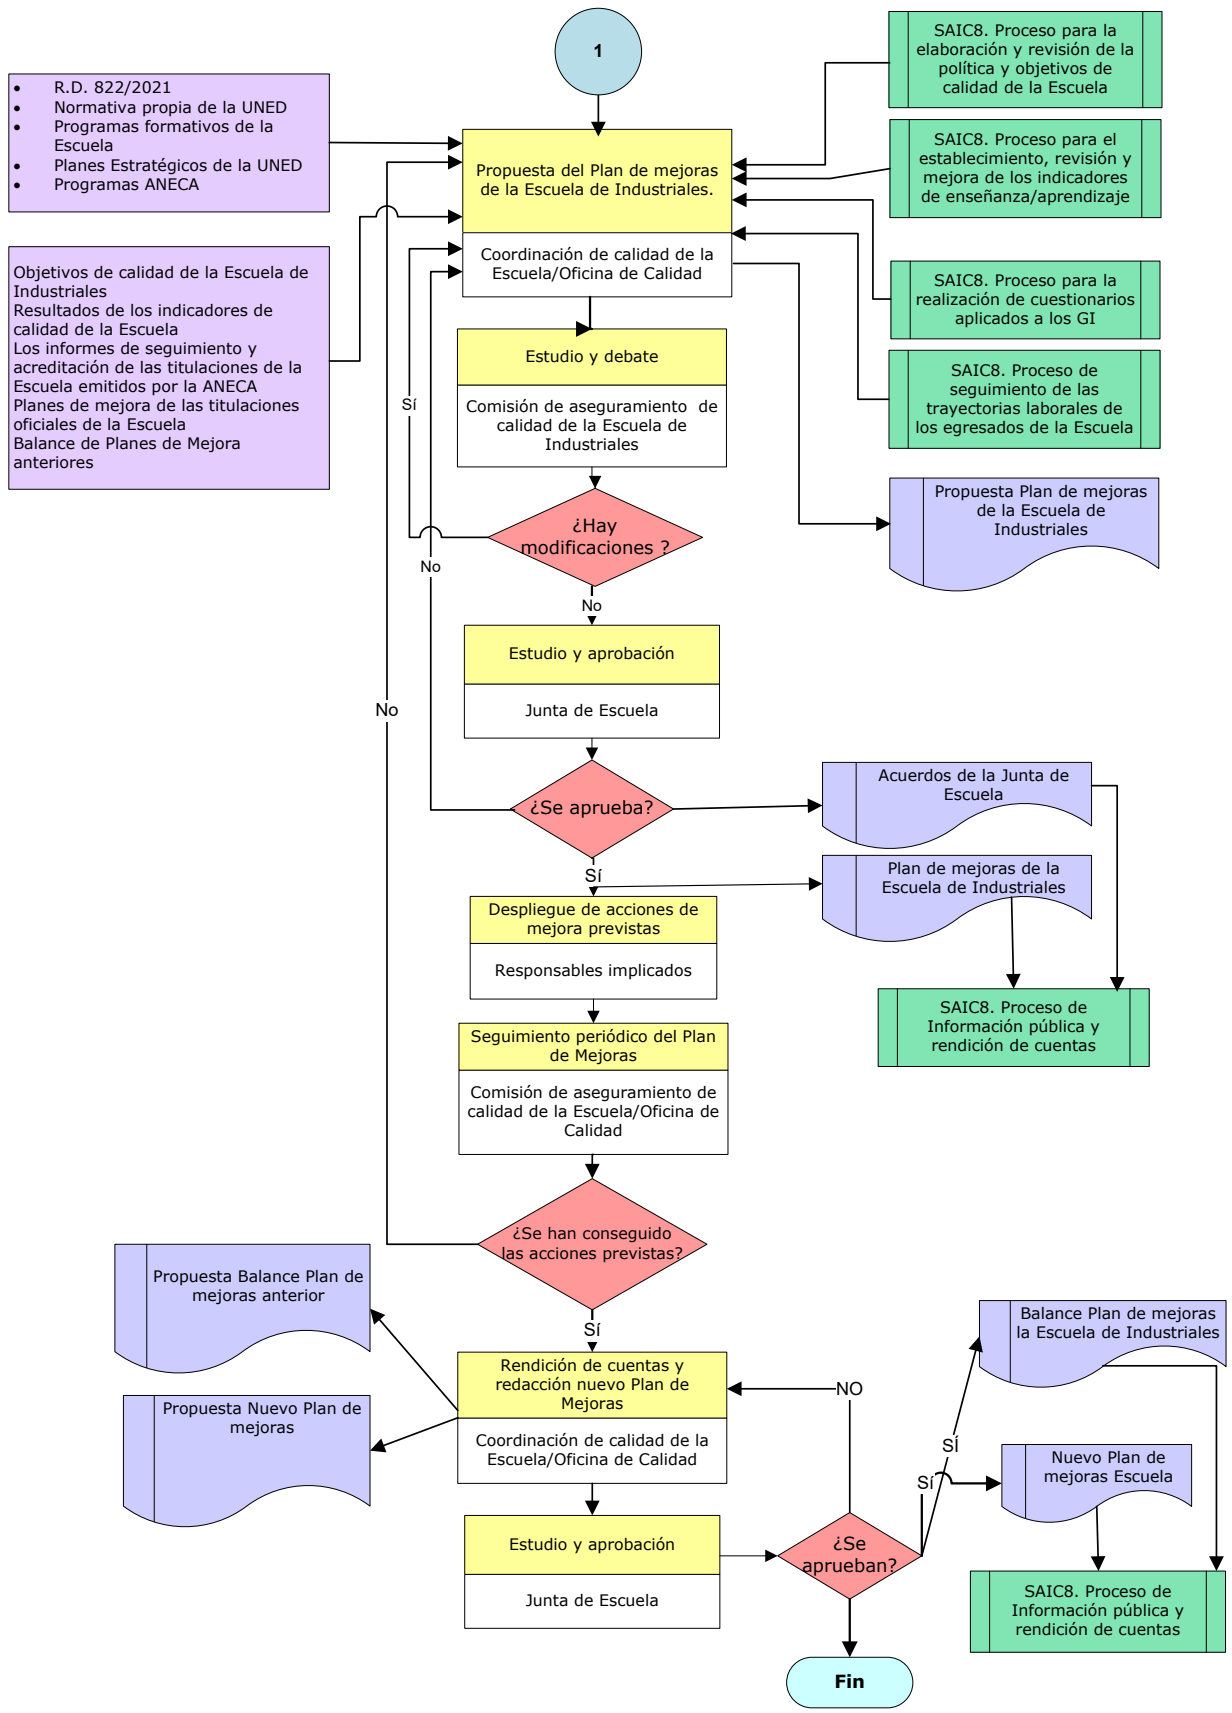 1
SAIC8. Proceso para la
elaboración y revisión de la
política y objetivos de
calidad de la Escuela
• R.D. 822/2021
• Normativa propia de la UNED
• Programas formativos de la
Escuela
• Planes Estratégicos de la UNED
• Programas ANECA
Propuesta del Plan de mejoras
de la Escuela de Industriales.
Coordinación de calidad de la
Escuela/Oficina de Calidad
SAIC8. Proceso para el
establecimiento, revisión y
mejora de los indicadores
de enseñanza/aprendizaje
Objetivos de calidad de la Escuela de
Industriales
Resultados de los indicadores de
calidad de la Escuela
Los informes de seguimiento y
acreditación de las titulaciones de la
Escuela emitidos por la ANECA
Planes de mejora de las titulaciones
oficiales de la Escuela
Balance de Planes de Mejora
anteriores
SAIC8. Proceso para la
realización de cuestionarios
aplicados a los GI
Estudio y debate
Comisión de aseguramiento  de
calidad de la Escuela de
Industriales
SAIC8. Proceso de
seguimiento de las
trayectorias laborales de
los egresados de la Escuela
Sí
Propuesta Plan de mejoras
de la Escuela de
Industriales
¿Hay
modificaciones ?
No
No
Estudio y aprobación
Junta de Escuela
No
¿Se aprueba?
Acuerdos de la Junta de
Escuela
Sí
Plan de mejoras de la
Escuela de Industriales
Despliegue de acciones de
mejora previstas
Responsables implicados
SAIC8. Proceso de
Información pública y
rendición de cuentas
Seguimiento periódico del Plan
de Mejoras
Comisión de aseguramiento de
calidad de la Escuela/Oficina de
Calidad
¿Se han conseguido
las acciones previstas?
Propuesta Balance Plan de
mejoras anterior
Sí
Balance Plan de mejoras
la Escuela de Industriales
Rendición de cuentas y
redacción nuevo Plan de
Mejoras
Coordinación de calidad de la
Escuela/Oficina de Calidad
NO
Propuesta Nuevo Plan de
mejoras
SÍ
Sí
Nuevo Plan de
mejoras Escuela
Estudio y aprobación
Junta de Escuela
¿Se
aprueban?
SAIC8. Proceso de
Información pública y
rendición de cuentas
Fin